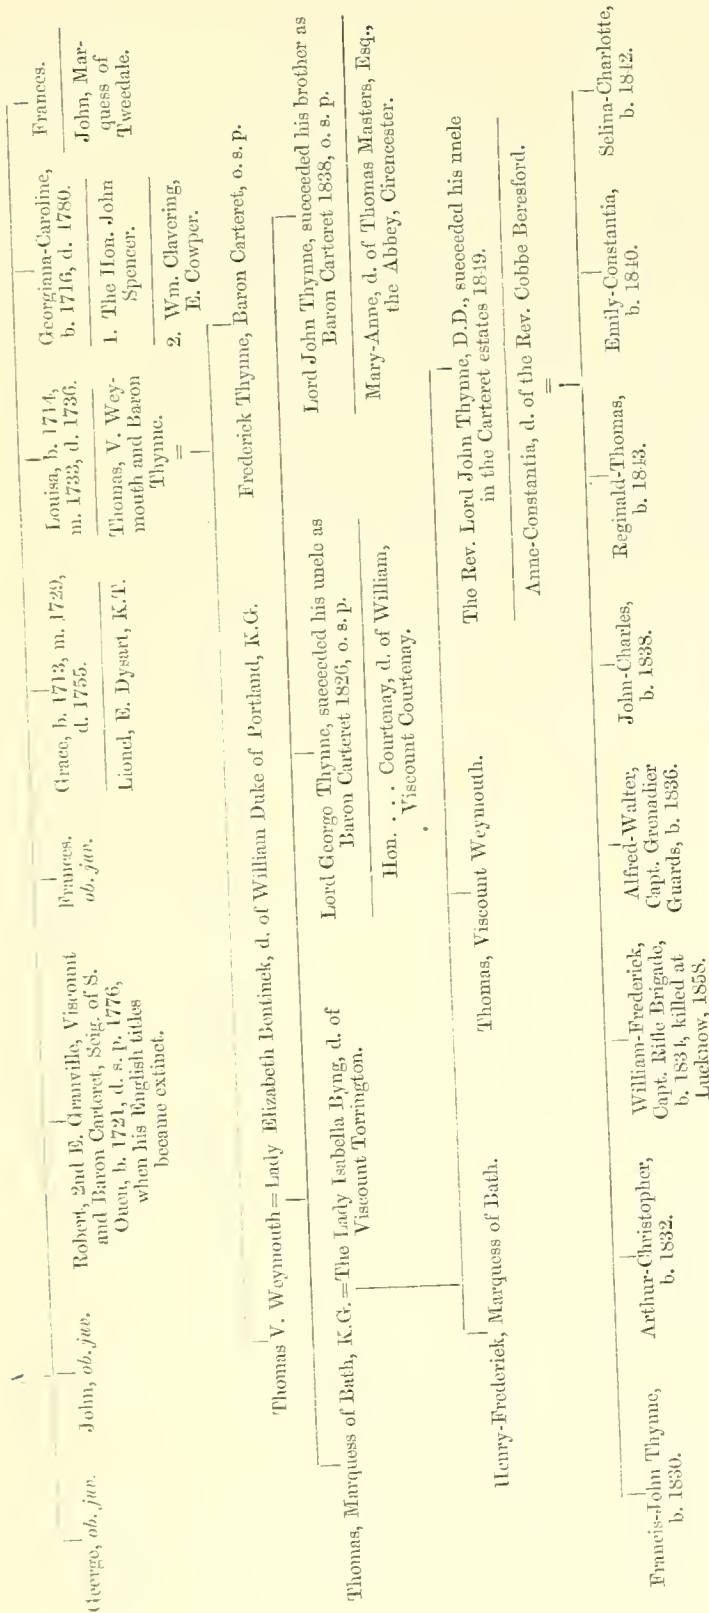 George, ob. juv.
John, ob. juv.
Robert, 2nd E. Granville, Viscount
and Baron Carteret, Seig. of S.
Ouen, b. 1721, d. s. p. 1776,
when his English titles
became extinct.
Frances.
ob. juv.
Grace, b. 1713, m. 1729,
d. 1755.
Lionel, E. Dysart, K.T.
Louisa, b. 1714,
m. 1733, d. 1736.
Thomas, V. Wey-
mouth and Baron
Thynne.
=
Georgiana-Caroline,
b. 1716, d. 1780.
1. The Hon. John
Spencer.
2. Wm. Clavering,
E. Cowper.
Frances.
John, Mar-
quess of
Tweedale.
Thomas V. Weymouth = Lady Elizabeth Bentinek, d. of William Duke of Portland, K.G.
Frederick Thynne, Baron Carteret, o. s. p.
Thomas, Marquess of Bath, K.G. = The Lady Isabella Byng, d. of
Viscount Torrington.
Lord George Thynne, succeeded his uncle as
Baron Carteret 1826, o. s. p.
Hon. . . . Courtenay, d. of William,
Viscount Courtenay.
Lord John Thynne, succeeded his brother as
Baron Carteret 1838, o. s. p.
Mary-Anne, d. of Thomas Masters, Esq.,
the Abbey, Cirencester.
Henry-Frederick, Marquess of Bath.
Thomas, Viscount Weymouth.
The Rev. Lord John Thynne, D.D., succeeded his uncle
in the Carteret estates 1849.
Anne-Constantia, d. of the Rev. Cobbe Beresford.
=
Francis-John Thynne,
b. 1830.
Arthur-Christopher,
b. 1832.
William-Frederick,
Capt. Rifle Brigade,
b. 1834, killed at
Lucknow, 1858.
Alfred-Walter,
Capt. Grenadier
Guards, b. 1836.
John-Charles,
b. 1838.
Reginald-Thomas,
b. 1843.
Emily-Constantia,
b. 1840.
Selina-Charlotte,
b. 1842.